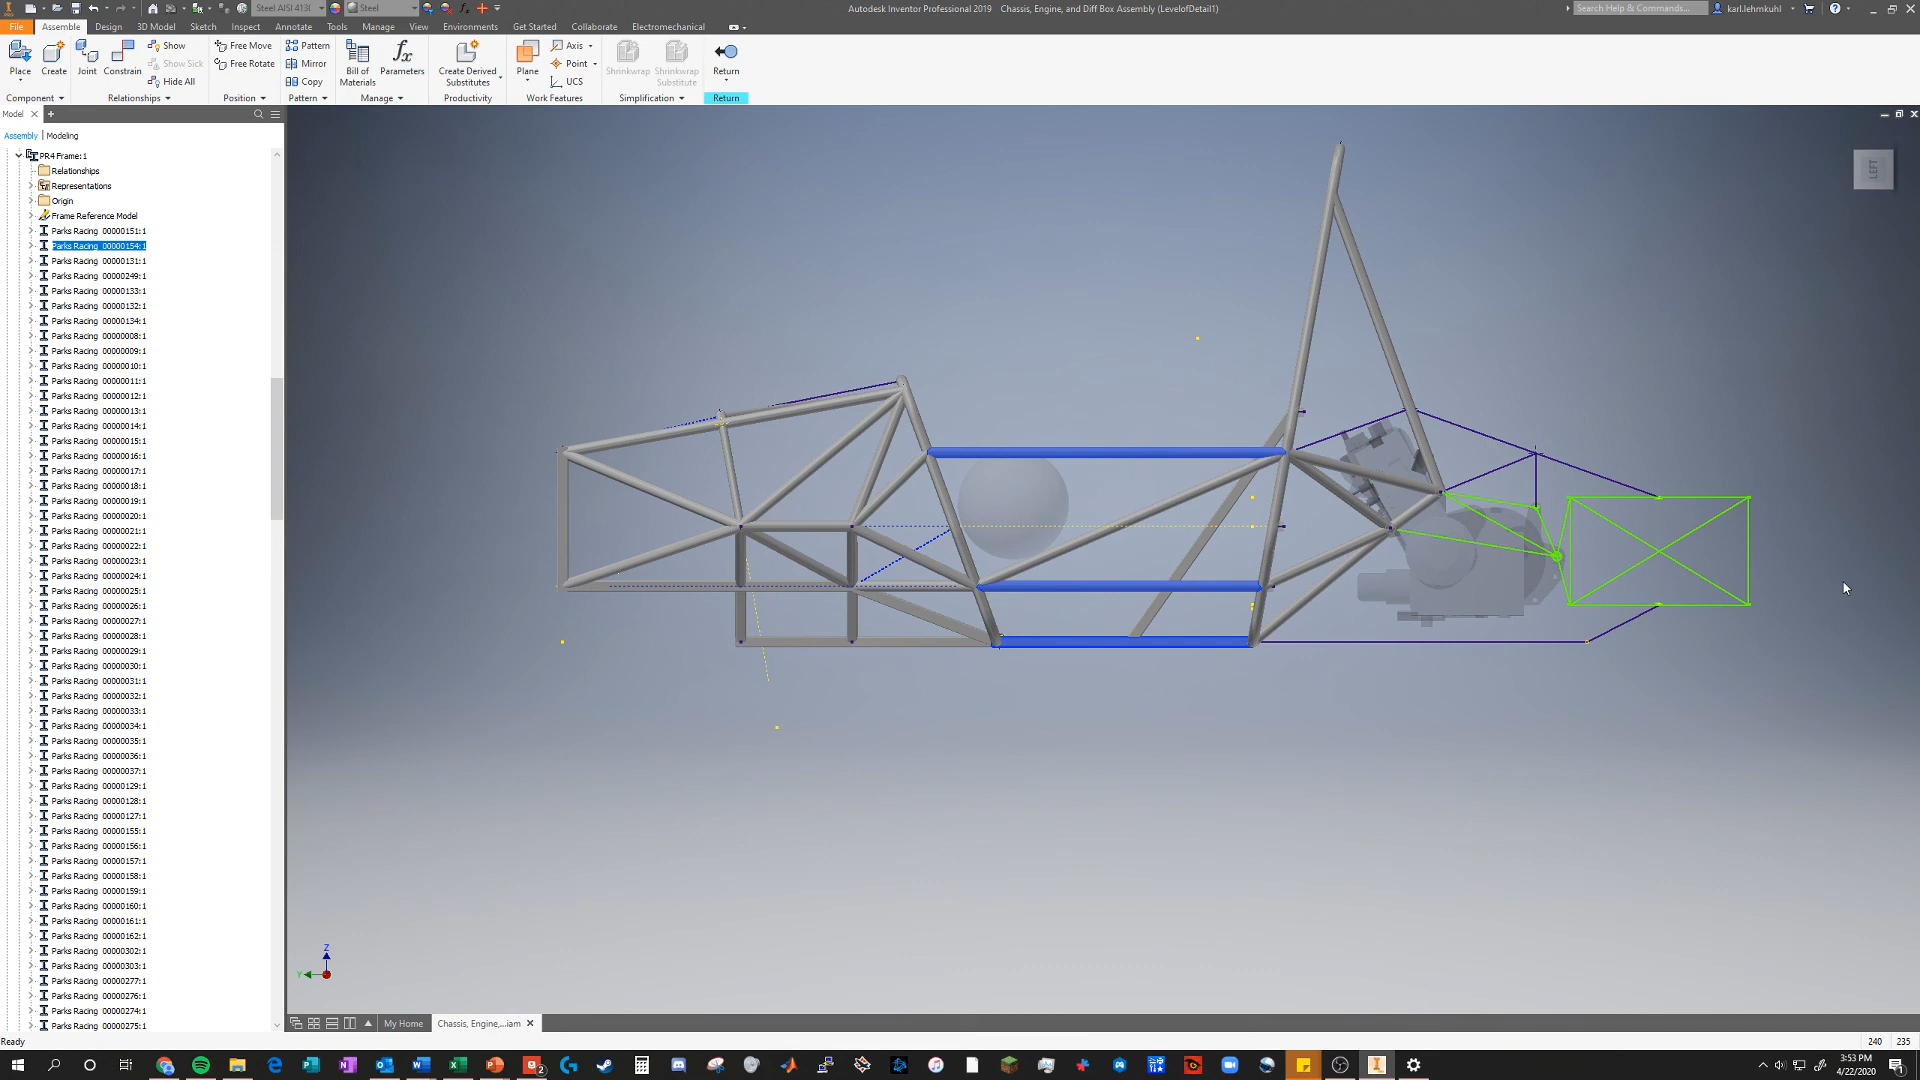 Steel AISI 413(
Steel
Autodesk Inventor Professional 2019 Chassis, Engine, and Diff Box Assembly (LevelofDetail1)
Search Help & Commands...
karl.lehmkuhl
File Assemble Design 3D Model Sketch Inspect Annotate Tools Manage View Environments Get Started Collaborate Electromechanical
Place Create Joint Constrain
Show
Show Sick
Hide All
Free Move
Free Rotate
Pattern
Mirror
Copy
Bill of Materials
Parameters
Create Derived Substitutes
Plane
Axis
Point
UCS
Shrinkwrap
Shrinkwrap Substitute
Return
Component Relationships Position Pattern Manage Productivity Work Features Simplification Return
Model
Assembly Modeling
PR4 Frame:1
Relationships
Representations
Origin
Frame Reference Model
Parks Racing 00000151:1
Parks Racing 00000154:1
Parks Racing 00000131:1
Parks Racing 00000249:1
Parks Racing 00000133:1
Parks Racing 00000132:1
Parks Racing 00000134:1
Parks Racing 00000008:1
Parks Racing 00000009:1
Parks Racing 00000010:1
Parks Racing 00000011:1
Parks Racing 00000012:1
Parks Racing 00000013:1
Parks Racing 00000014:1
Parks Racing 00000015:1
Parks Racing 00000016:1
Parks Racing 00000017:1
Parks Racing 00000018:1
Parks Racing 00000019:1
Parks Racing 00000020:1
Parks Racing 00000021:1
Parks Racing 00000022:1
Parks Racing 00000023:1
Parks Racing 00000024:1
Parks Racing 00000025:1
Parks Racing 00000026:1
Parks Racing 00000027:1
Parks Racing 00000028:1
Parks Racing 00000029:1
Parks Racing 00000030:1
Parks Racing 00000031:1
Parks Racing 00000032:1
Parks Racing 00000033:1
Parks Racing 00000034:1
Parks Racing 00000035:1
Parks Racing 00000036:1
Parks Racing 00000037:1
Parks Racing 00000129:1
Parks Racing 00000128:1
Parks Racing 00000127:1
Parks Racing 00000155:1
Parks Racing 00000156:1
Parks Racing 00000157:1
Parks Racing 00000158:1
Parks Racing 00000159:1
Parks Racing 00000160:1
Parks Racing 00000161:1
Parks Racing 00000162:1
Parks Racing 00000302:1
Parks Racing 00000303:1
Parks Racing 00000277:1
Parks Racing 00000276:1
Parks Racing 00000274:1
Parks Racing 00000275:1
LEFT
Z
Y
My Home
Chassis, Engine,...iam
Ready
240 235
3:53 PM
4/22/2020